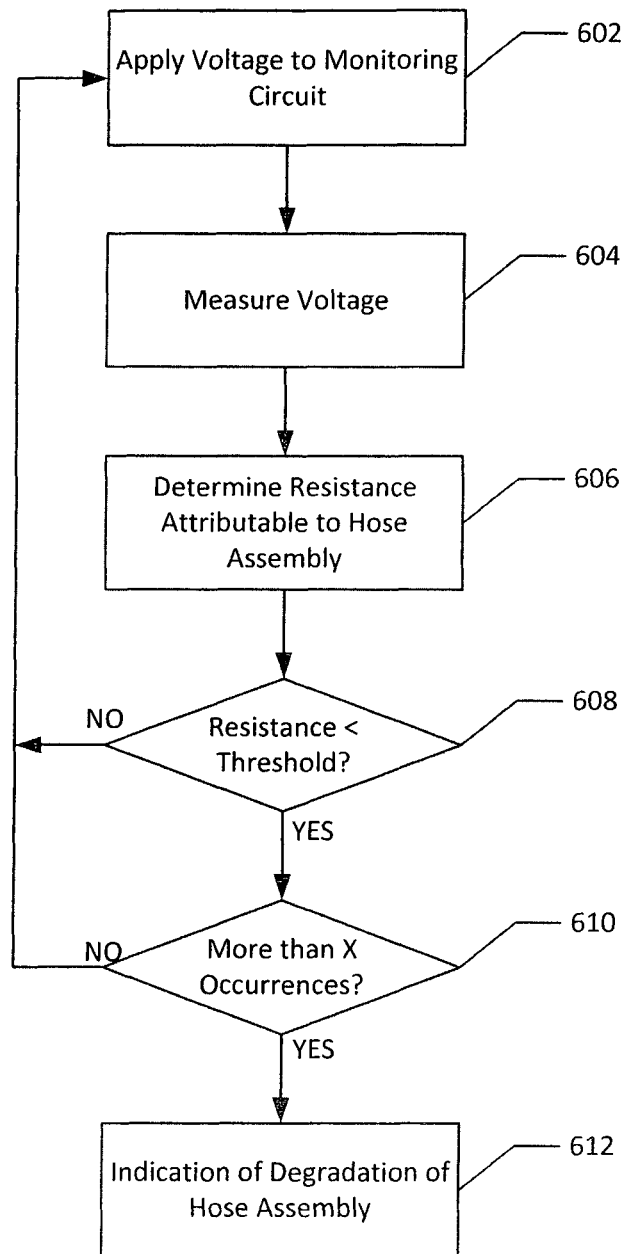 Apply Voltage to Monitoring
Circuit
602
Measure Voltage
604
Determine Resistance
Attributable to Hose
Assembly
606
NO
Resistance <
Threshold?
608
YES
NO
More than X
Occurrences?
610
YES
Indication of Degradation of
Hose Assembly
612